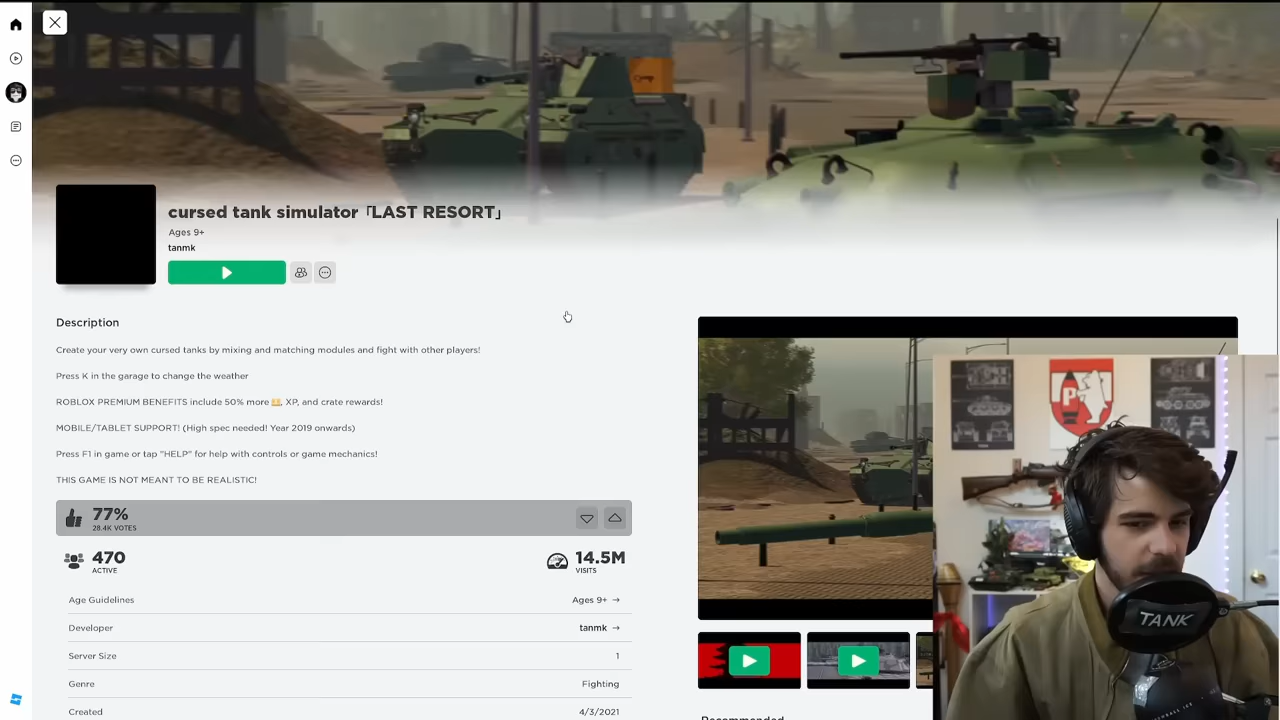 cursed tank simulator「LAST RESORT」
Ages 9+
tanmk
Description
Create your very own cursed tanks by mixing and matching modules and fight with other players!
Press K in the garage to change the weather
ROBLOX PREMIUM BENEFITS include 50% more 💴, XP, and crate rewards!
MOBILE/TABLET SUPPORT! (High spec needed! Year 2019 onwards)
Press F1 in game or tap "HELP" for help with controls or game mechanics!
THIS GAME IS NOT MEANT TO BE REALISTIC!
77%
28.4K VOTES
470
ACTIVE
14.5M
VISITS
Age Guidelines Ages 9+ →
Developer tanmk →
Server Size 1
Genre Fighting
Created 4/3/2021
Recommended
P
TANK